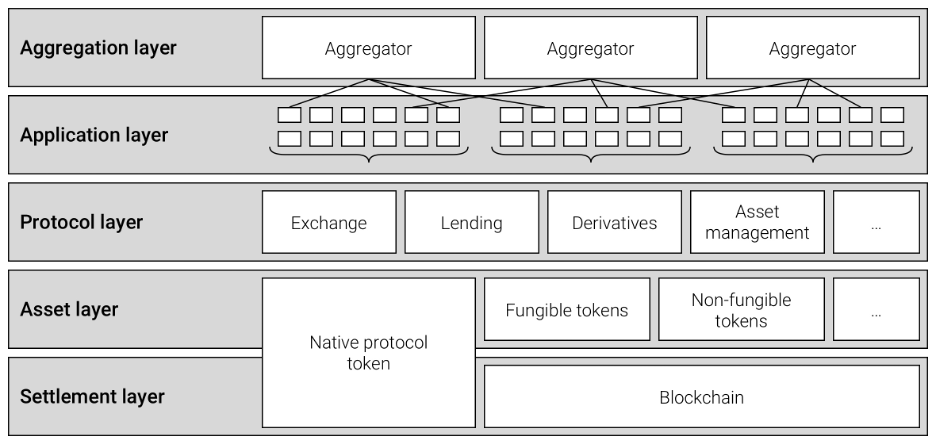 Aggregation layer
Aggregator
Aggregator
Aggregator
Application layer
Protocol layer
Exchange
Lending
Derivatives
Asset
management
...
Asset layer
Native protocol
token
Fungible tokens
Non-fungible
tokens
...
Settlement layer
Blockchain